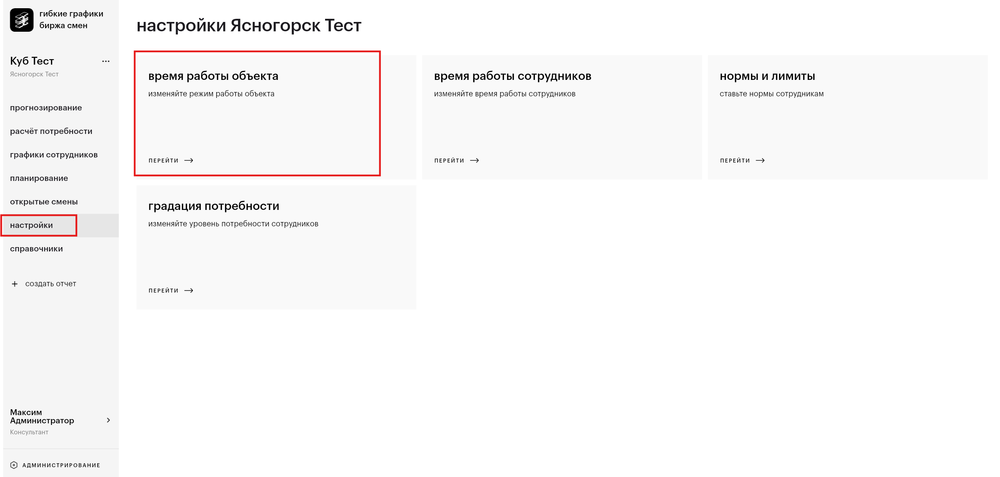 гибкие графики
биржа смен
Куб Тест
Ясногорск Тест
прогнозирование
расчёт потребности
графики сотрудников
планирование
открытые смены
настройки
справочники
создать отчет
Максим
Администратор
Консультант
АДМИНИСТРИРОВАНИЕ
настройки Ясногорск Тест
время работы объекта
изменяйте режим работы объекта
ПЕРЕЙТИ
время работы сотрудников
изменяйте время работы сотрудников
ПЕРЕЙТИ
нормы и лимиты
ставьте нормы сотрудникам
ПЕРЕЙТИ
градация потребности
изменяйте уровень потребности сотрудников
ПЕРЕЙТИ